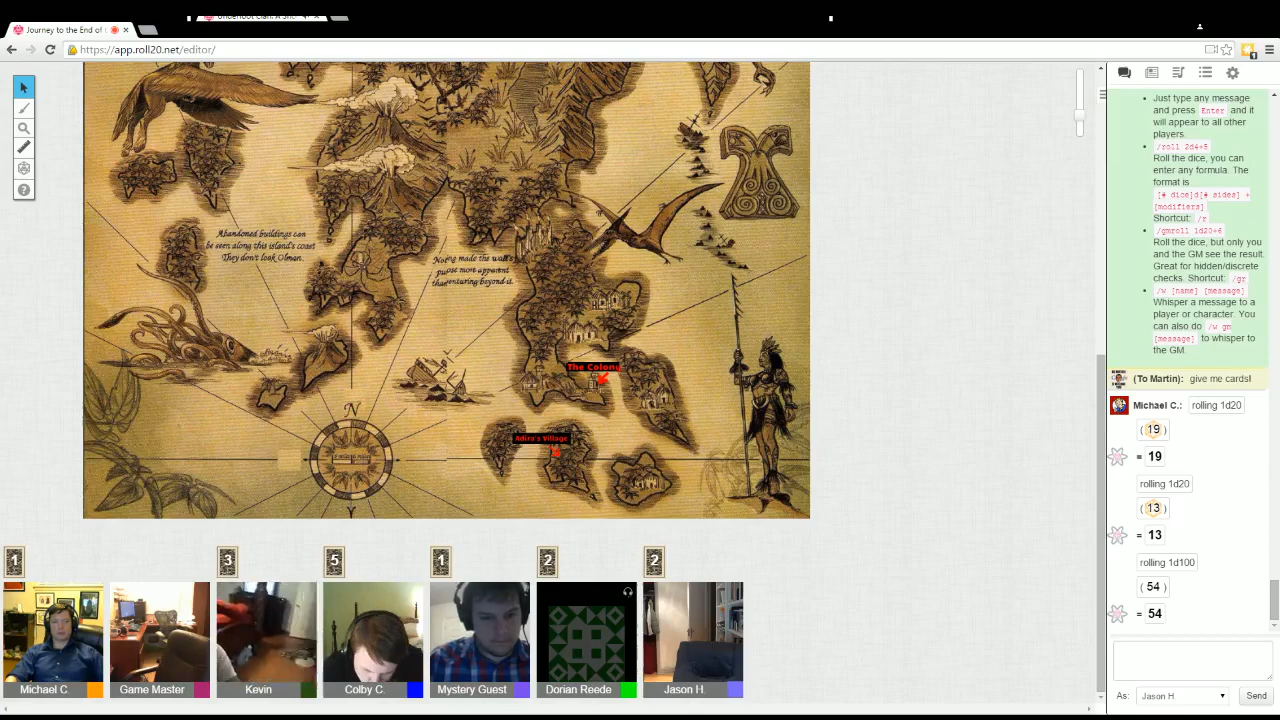 Journey to the End of
https://app.roll20.net/editor/
Abandoned buildings can
be seen along this island's coast
They don't look Olman.
made the wall's
most apparent
venturing beyond it.
The Colony
Adira's Village
N
Just type any message
and press Enter and it
will appear to all other
players.
/roll 2d4+5
Roll the dice, you can
enter any formula. The
format is
[# dice]d[# sides] +
[modifiers]
Shortcut: /r
/gmroll 1d20+6
Roll the dice, but only you
and the GM see the result.
Great for hidden/discrete
checks. Shortcut: /gr
/w [name] [message]
Whisper a message to a
player or character. You
can also do /w gm
[message] to whisper to
the GM.
(To Martin): give me cards!
Michael C.: rolling 1d20
(19)
= 19
rolling 1d20
(13)
= 13
rolling 1d100
(54)
= 54
As: Jason H
Send
1
3
5
1
2
2
Michael C
Game Master
Kevin
Colby C.
Mystery Guest
Dorian Reede
Jason H.